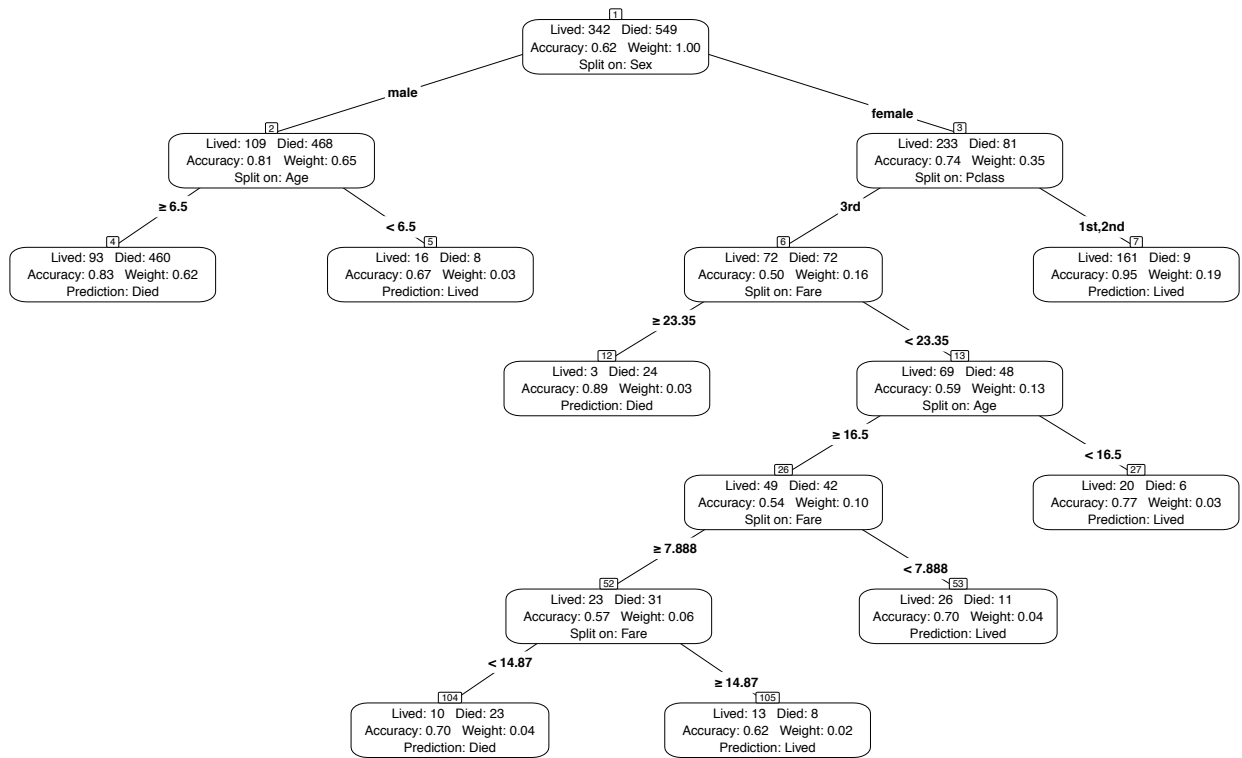 1
Lived: 342 Died: 549
Accuracy: 0.62 Weight: 1.00
Split on: Sex
male
female
2
Lived: 109 Died: 468
Accuracy: 0.81 Weight: 0.65
Split on: Age
3
Lived: 233 Died: 81
Accuracy: 0.74 Weight: 0.35
Split on: Pclass
≥ 6.5
< 6.5
3rd
1st,2nd
4
Lived: 93 Died: 460
Accuracy: 0.83 Weight: 0.62
Prediction: Died
5
Lived: 16 Died: 8
Accuracy: 0.67 Weight: 0.03
Prediction: Lived
6
Lived: 72 Died: 72
Accuracy: 0.50 Weight: 0.16
Split on: Fare
7
Lived: 161 Died: 9
Accuracy: 0.95 Weight: 0.19
Prediction: Lived
≥ 23.35
< 23.35
12
Lived: 3 Died: 24
Accuracy: 0.89 Weight: 0.03
Prediction: Died
13
Lived: 69 Died: 48
Accuracy: 0.59 Weight: 0.13
Split on: Age
≥ 16.5
< 16.5
26
Lived: 49 Died: 42
Accuracy: 0.54 Weight: 0.10
Split on: Fare
27
Lived: 20 Died: 6
Accuracy: 0.77 Weight: 0.03
Prediction: Lived
≥ 7.888
< 7.888
52
Lived: 23 Died: 31
Accuracy: 0.57 Weight: 0.06
Split on: Fare
53
Lived: 26 Died: 11
Accuracy: 0.70 Weight: 0.04
Prediction: Lived
< 14.87
≥ 14.87
104
Lived: 10 Died: 23
Accuracy: 0.70 Weight: 0.04
Prediction: Died
105
Lived: 13 Died: 8
Accuracy: 0.62 Weight: 0.02
Prediction: Lived